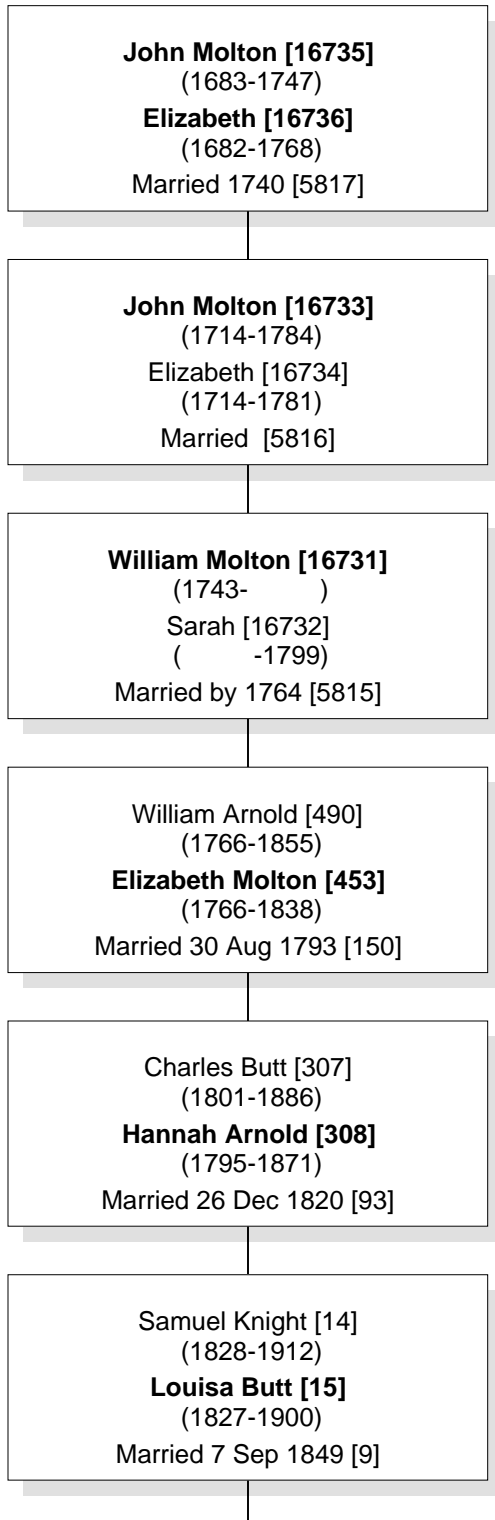 John Molton [16735]
(1683-1747)
Elizabeth [16736]
(1682-1768)
Married 1740 [5817]
John Molton [16733]
(1714-1784)
Elizabeth [16734]
(1714-1781)
Married  [5816]
William Molton [16731]
(1743-          )
Sarah [16732]
(          -1799)
Married by 1764 [5815]
William Arnold [490]
(1766-1855)
Elizabeth Molton [453]
(1766-1838)
Married 30 Aug 1793 [150]
Charles Butt [307]
(1801-1886)
Hannah Arnold [308]
(1795-1871)
Married 26 Dec 1820 [93]
Samuel Knight [14]
(1828-1912)
Louisa Butt [15]
(1827-1900)
Married 7 Sep 1849 [9]